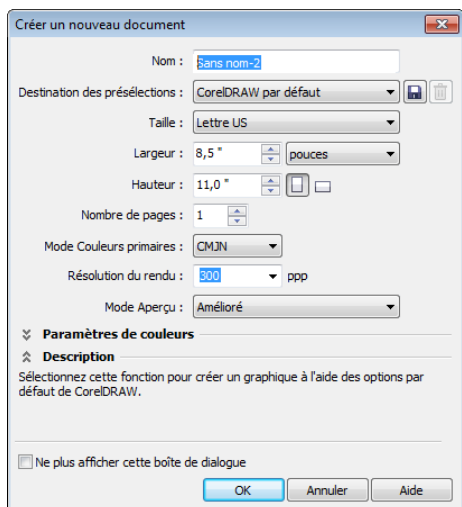 Créer un nouveau document
Nom : Sans nom-2
Destination des présélections : CorelDRAW par défaut
Taille : Lettre US
Largeur : 8,5 " pouces
Hauteur : 11,0 "
Nombre de pages : 1
Mode Couleurs primaires : CMJN
Résolution du rendu : 300 ppp
Mode Aperçu : Amélioré
Paramètres de couleurs
Description
Sélectionnez cette fonction pour créer un graphique à l'aide des options par
défaut de CorelDRAW.
Ne plus afficher cette boîte de dialogue
OK Annuler Aide